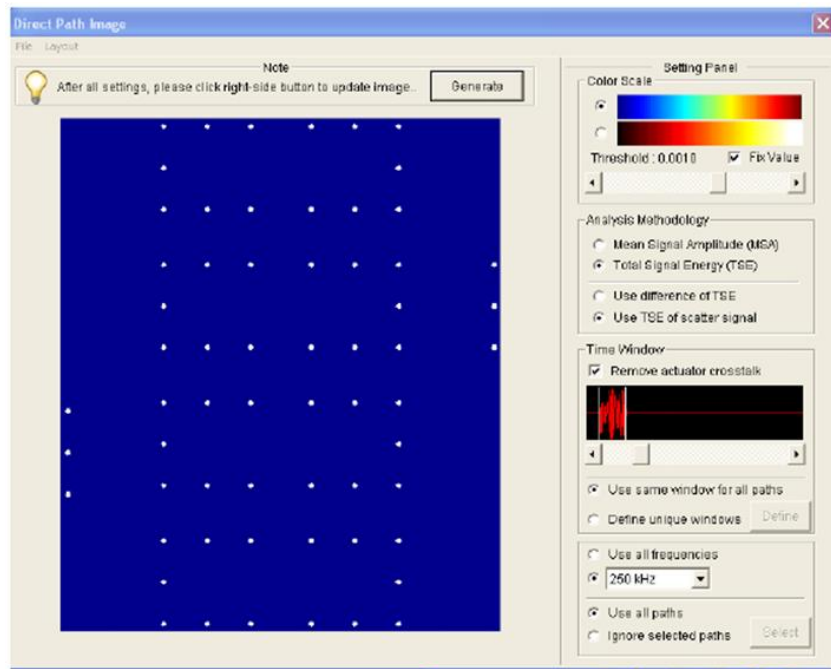 Direct Path Image
File Layout
Note
After all settings, please click right-side button to update image..
Generate
Setting Panel
Color Scale
Threshold : 0.0010 Fix Value
Analysis Methodology
Mean Signal Amplitude (MSA)
Total Signal Energy (TSE)
Use difference of TSE
Use TSE of scatter signal
Time Window
Remove actuator crosstalk
Use same window for all paths
Define unique windows Define
Use all frequencies
250 kHz
Use all paths
Ignore selected paths Select